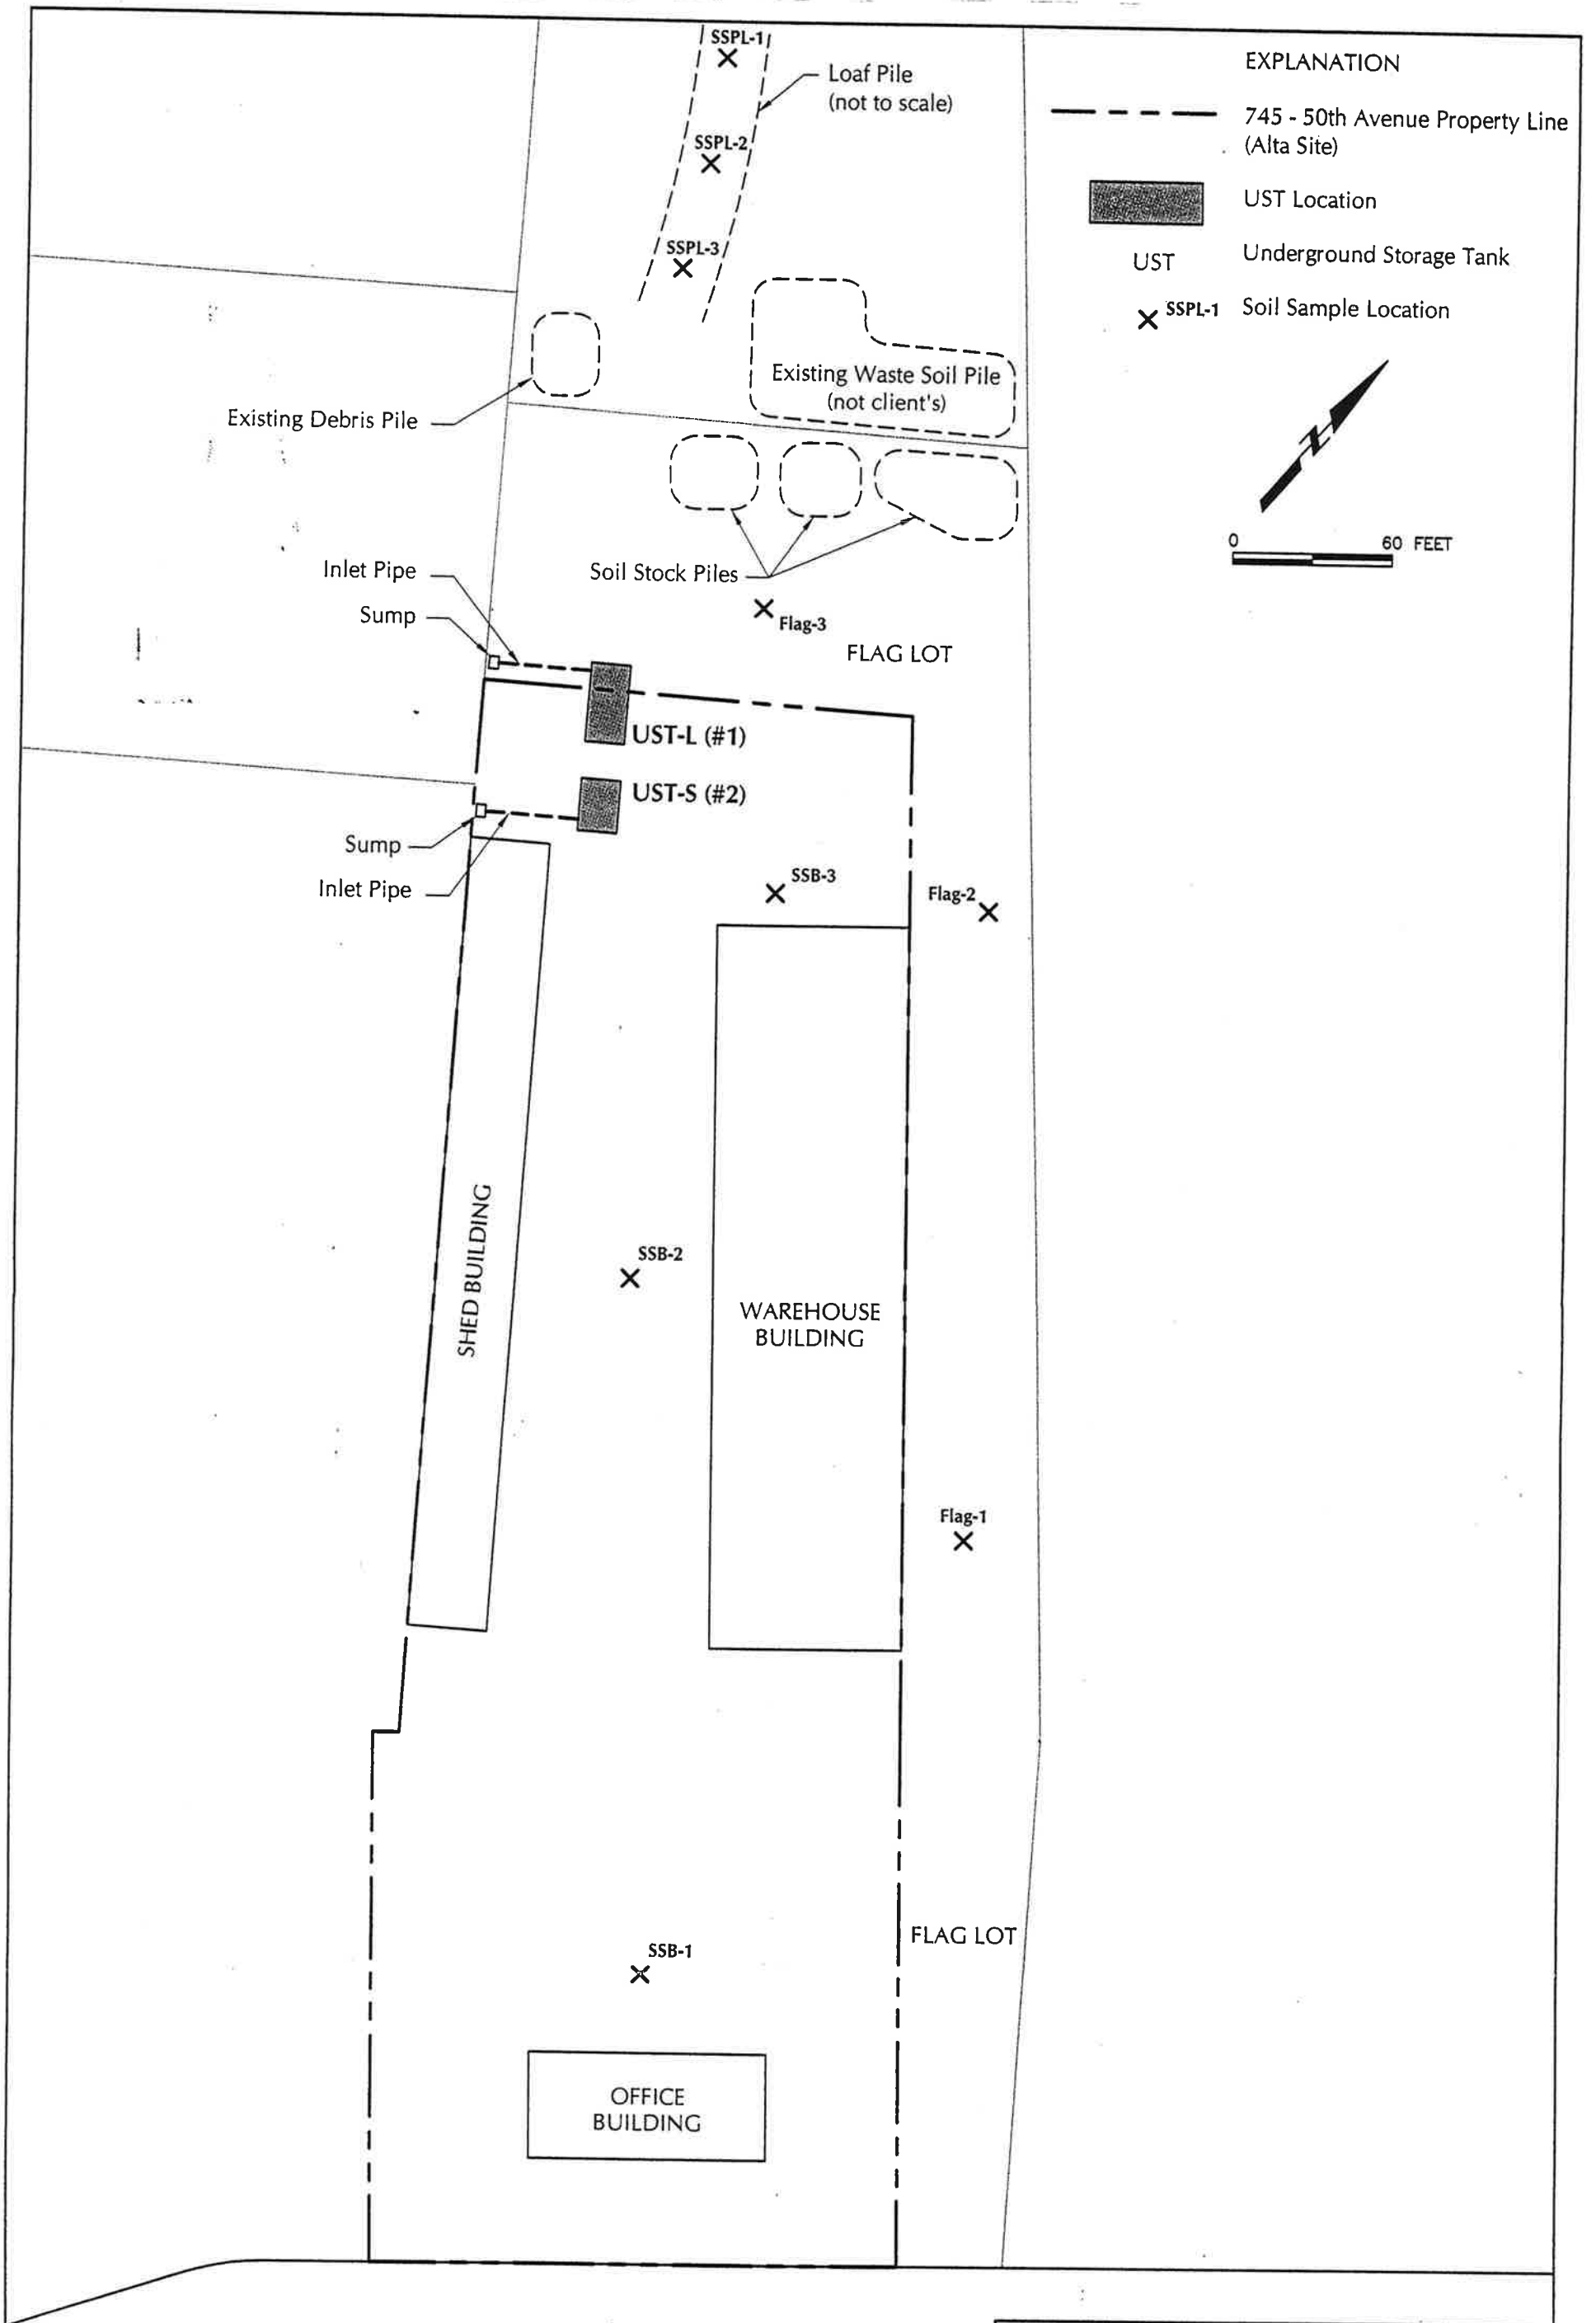 SSPL-1
Loaf Pile
(not to scale)
SSPL-2
SSPL-3
EXPLANATION
745 - 50th Avenue Property Line
(Alta Site)
UST Location
UST
Underground Storage Tank
SSPL-1
Soil Sample Location
N
0
60 FEET
Existing Waste Soil Pile
(not client's)
Existing Debris Pile
Soil Stock Piles
Inlet Pipe
Sump
Flag-3
FLAG LOT
UST-L (#1)
UST-S (#2)
Sump
Inlet Pipe
SSB-3
Flag-2
SHED BUILDING
SSB-2
WAREHOUSE
BUILDING
Flag-1
FLAG LOT
SSB-1
OFFICE
BUILDING